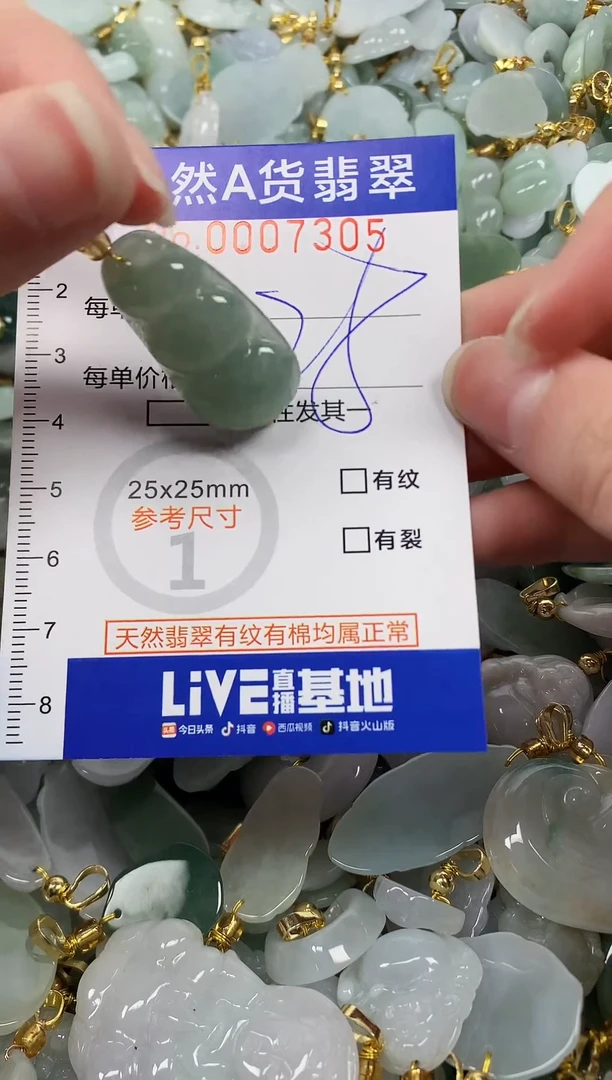 然A货翡翠
.0007305
2
每单
3
每单价格
4
在发其一
5
25x25mm
参考尺寸
1
有纹
有裂
6
7
天然翡翠有纹有棉均属正常
LiVE直播基地
8
今日头条 抖音 西瓜视频 抖音火山版